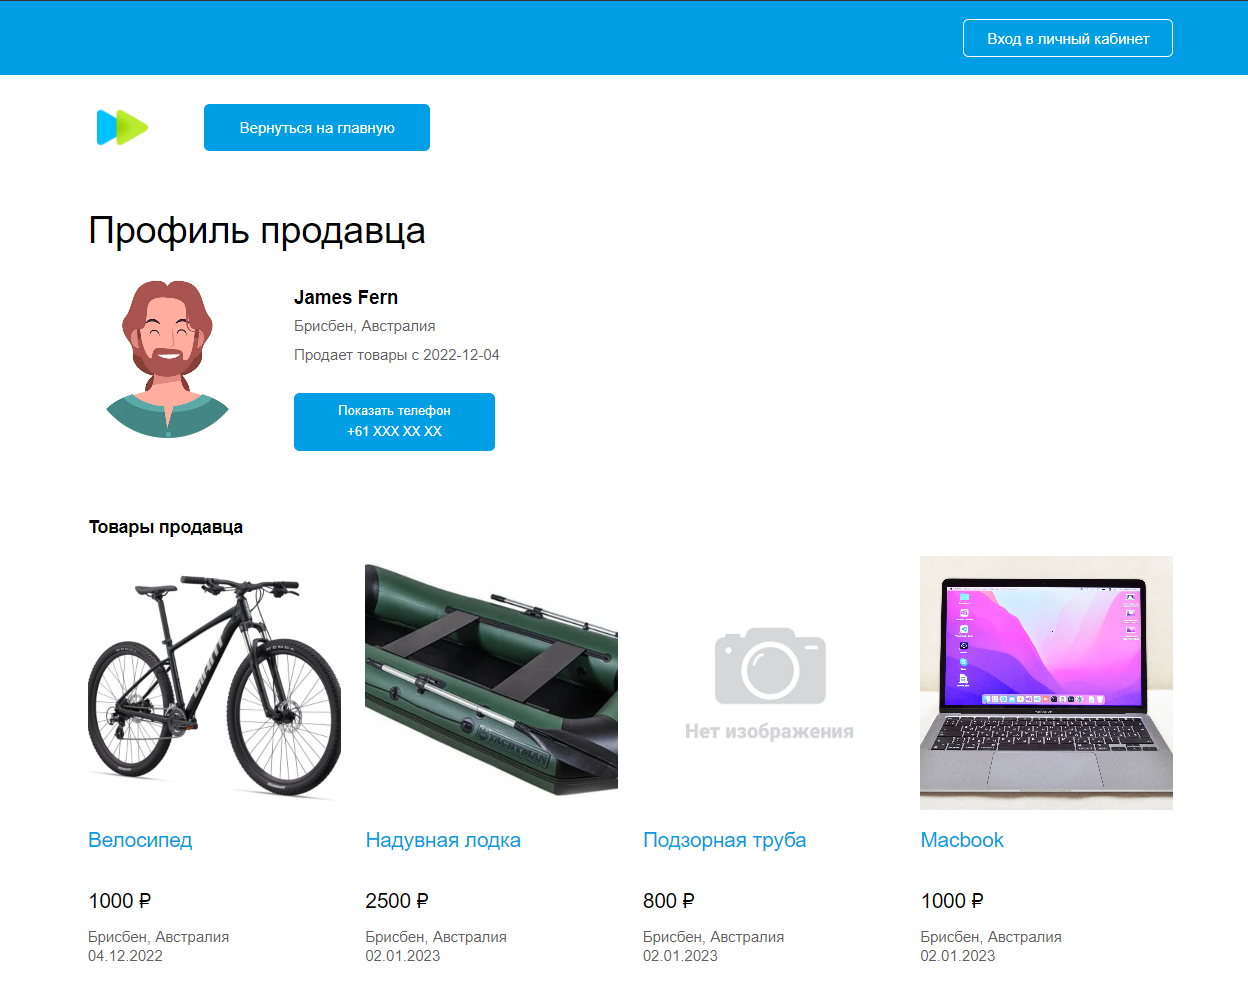 Вход в личный кабинет
Вернуться на главную
Профиль продавца
James Fern
Брисбен, Австралия
Продает товары с 2022-12-04
Показать телефон
+61 XXX XX XX
Товары продавца
GIANT
KENDA
YACHTMAN
Нет изображения
Велосипед
Надувная лодка
Подзорная труба
Macbook
1000 ₽
2500 ₽
800 ₽
1000 ₽
Брисбен, Австралия
Брисбен, Австралия
Брисбен, Австралия
Брисбен, Австралия
04.12.2022
02.01.2023
02.01.2023
02.01.2023